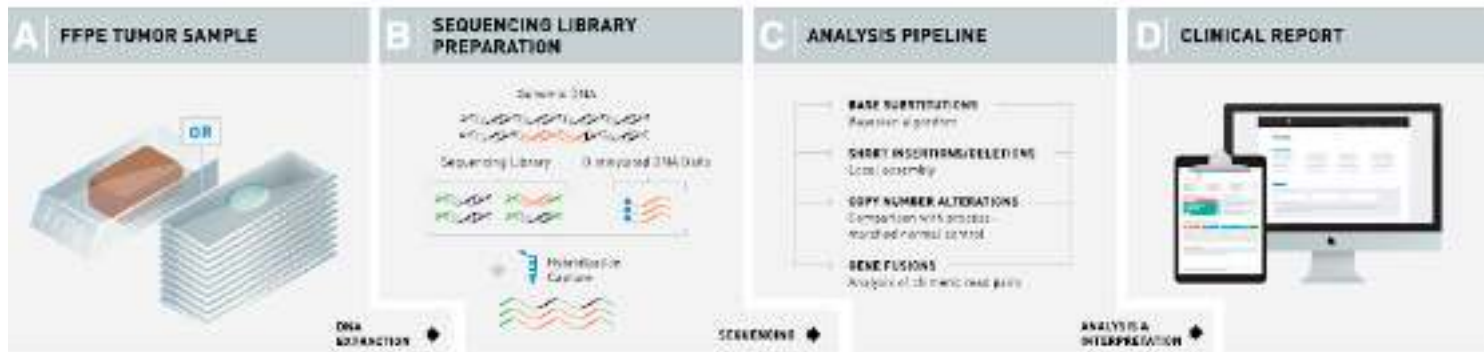 A FFPE TUMOR SAMPLE
OR
DNA
EXTRACTION
B SEQUENCING LIBRARY
PREPARATION
Genomic DNA
Sequencing Library
DNA Baits
Hybridization
Capture
SEQUENCING
C ANALYSIS PIPELINE
BASE SUBSTITUTIONS
Bayesian algorithm
SHORT INSERTIONS/DELETIONS
Local assembly
COPY NUMBER ALTERATIONS
Comparison with process-
matched normal control
GENE FUSIONS
Analysis of chimeric read pairs
ANALYSIS &
INTERPRETATION
D CLINICAL REPORT